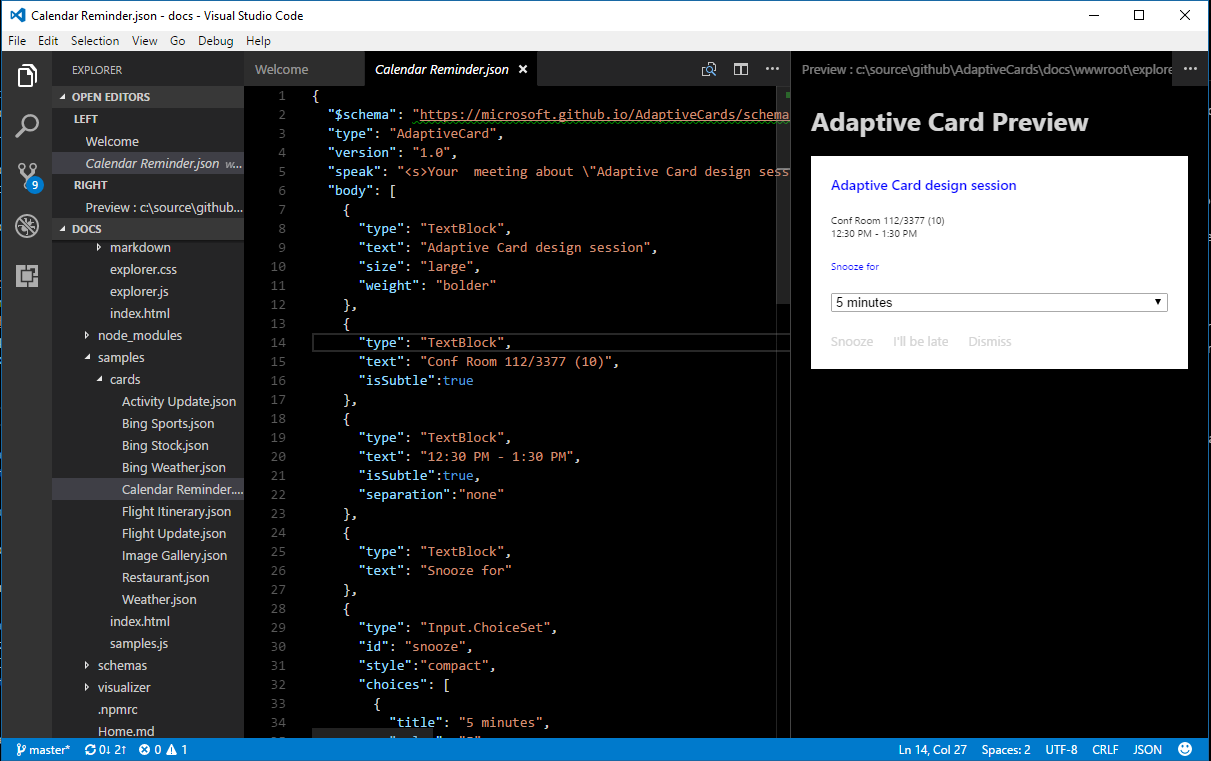 Calendar Reminder.json - docs - Visual Studio Code
File Edit Selection View Go Debug Help
EXPLORER
OPEN EDITORS
LEFT
Welcome
Calendar Reminder.json w...
RIGHT
Preview : c:\source\github...
DOCS
markdown
explorer.css
explorer.js
index.html
node_modules
samples
cards
Activity Update.json
Bing Sports.json
Bing Stock.json
Bing Weather.json
Calendar Reminder....
Flight Itinerary.json
Flight Update.json
Image Gallery.json
Restaurant.json
Weather.json
index.html
samples.js
schemas
visualizer
.npmrc
Home.md
9
Welcome Calendar Reminder.json
1 {
2 "$schema": "https://microsoft.github.io/AdaptiveCards/schema
3 "type": "AdaptiveCard",
4 "version": "1.0",
5 "speak": "<s>Your  meeting about \"Adaptive Card design sess
6 "body": [
7 {
8 "type": "TextBlock",
9 "text": "Adaptive Card design session",
10 "size": "large",
11 "weight": "bolder"
12 },
13 {
14 "type": "TextBlock",
15 "text": "Conf Room 112/3377 (10)",
16 "isSubtle":true
17 },
18 {
19 "type": "TextBlock",
20 "text": "12:30 PM - 1:30 PM",
21 "isSubtle":true,
22 "separation":"none"
23 },
24 {
25 "type": "TextBlock",
26 "text": "Snooze for"
27 },
28 {
29 "type": "Input.ChoiceSet",
30 "id": "snooze",
31 "style":"compact",
32 "choices": [
33 {
34 "title": "5 minutes",
Preview : c:\source\github\AdaptiveCards\docs\wwwroot\explore
Adaptive Card Preview
Adaptive Card design session
Conf Room 112/3377 (10)
12:30 PM - 1:30 PM
Snooze for
5 minutes
Snooze I'll be late Dismiss
master* 0↓ 2↑ 0 1 Ln 14, Col 27 Spaces: 2 UTF-8 CRLF JSON